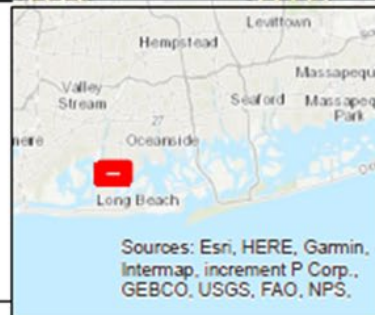 Levittown
Hempstead
Massapequ
Valley
Stream
Seaford
Massapeq
Park
27
mere
Oceanside
Long Beach
Sources: Esri, HERE, Garmin,
Intermap, increment P Corp.,
GEBCO, USGS, FAO, NPS,